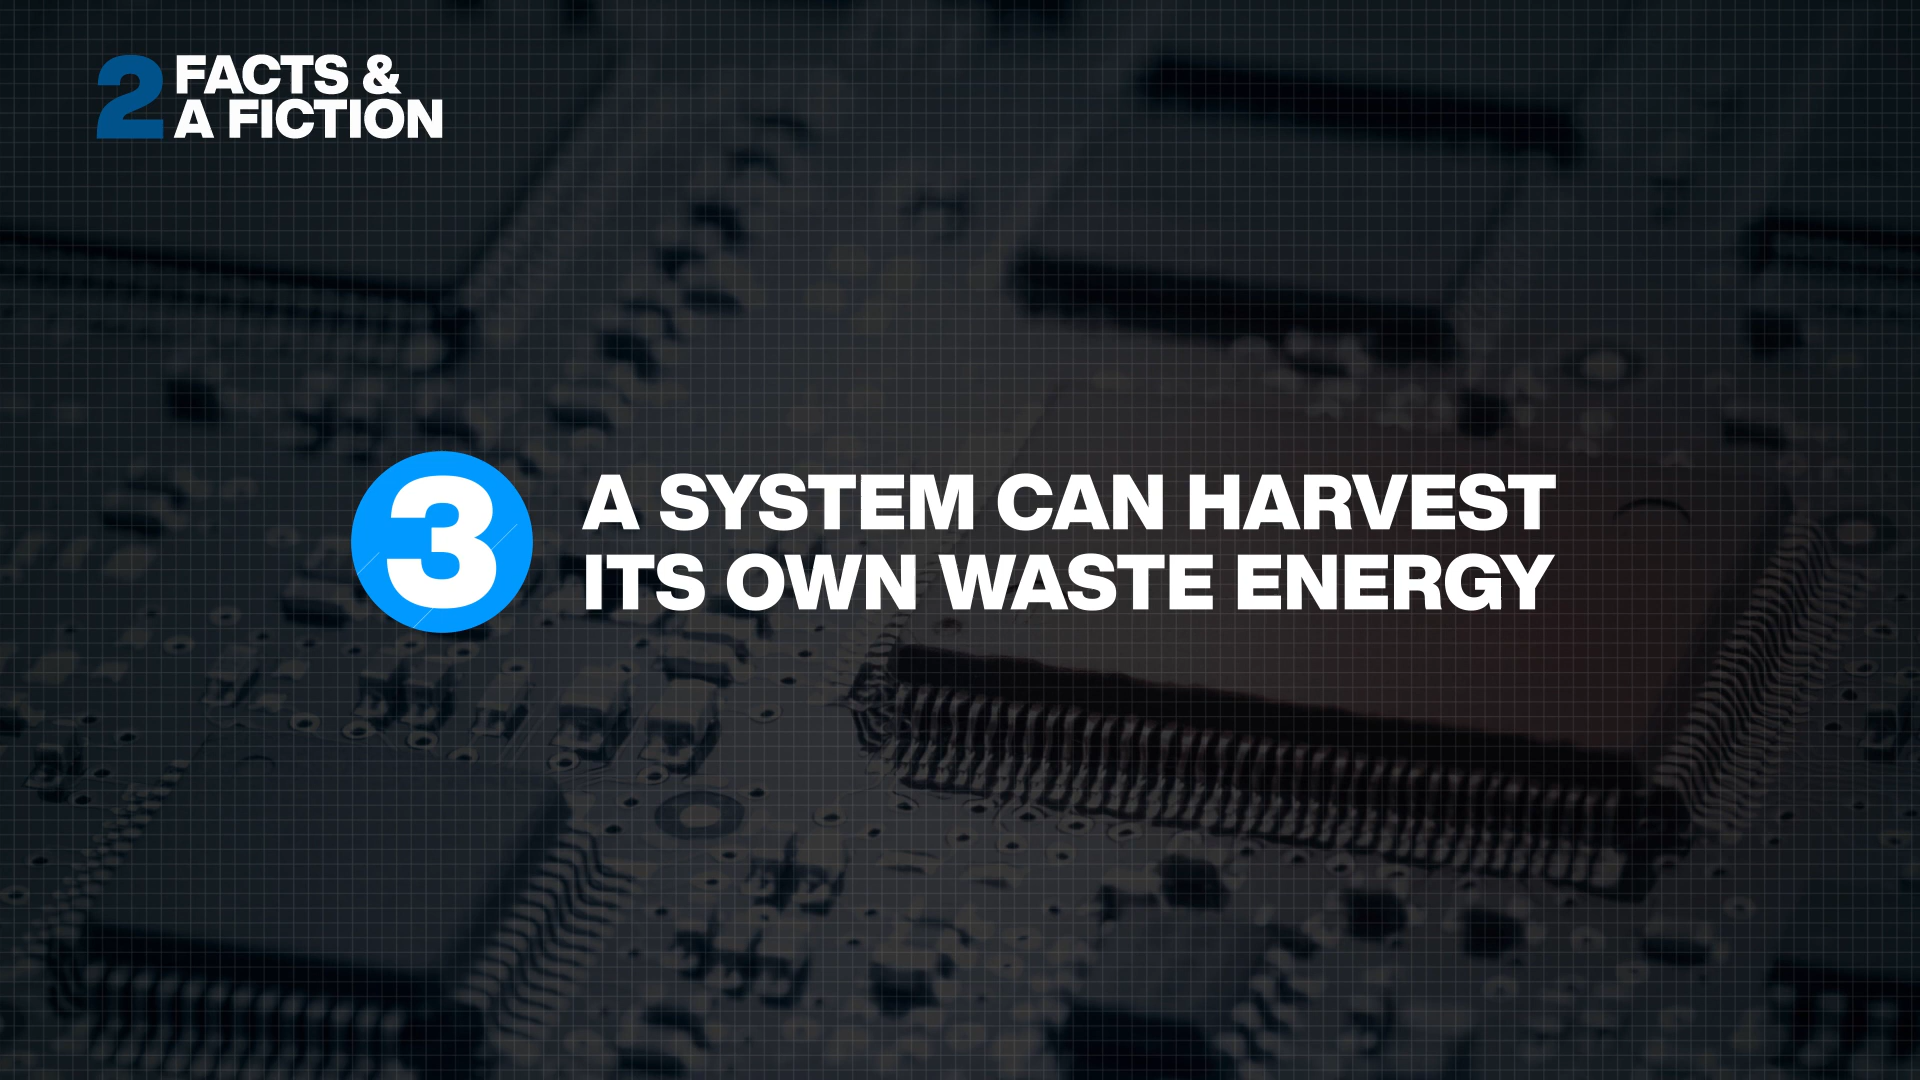 2 FACTS &
A FICTION
3
A SYSTEM CAN HARVEST
ITS OWN WASTE ENERGY